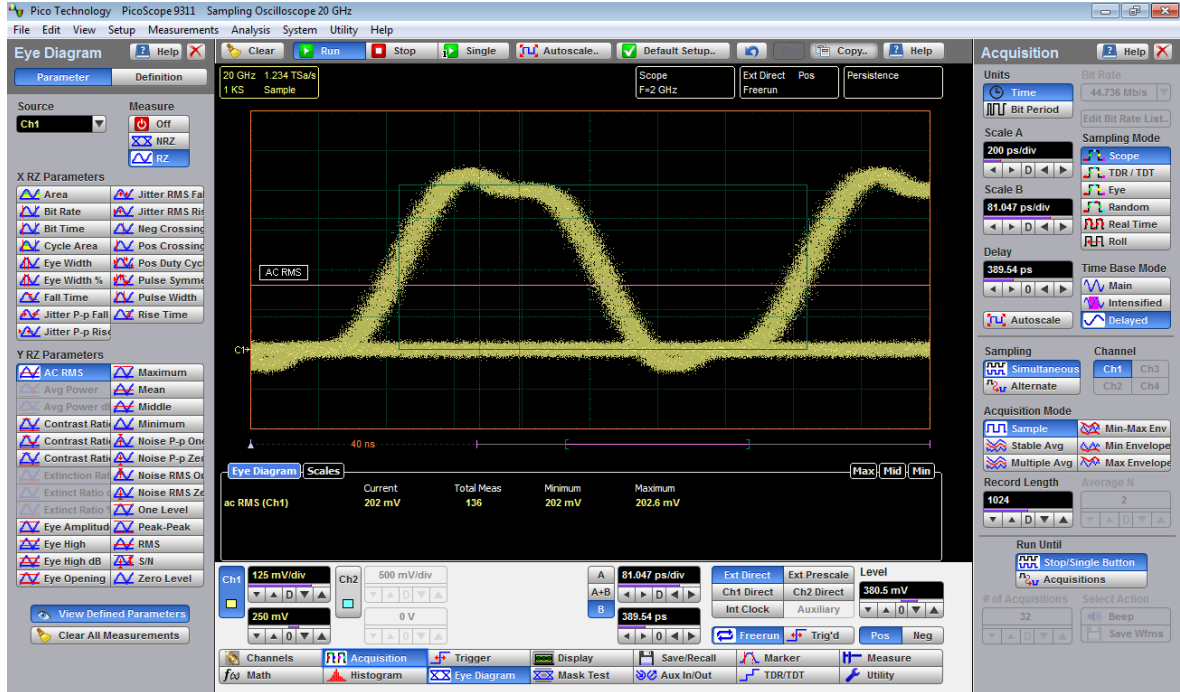 Pico Technology PicoScope 9311 Sampling Oscilloscope 20 GHz
File Edit View Setup Measurements Analysis System Utility Help
Eye Diagram ? Help
Parameter Definition
Source Measure
Ch1 Off
NRZ
RZ
X RZ Parameters
Area Jitter RMS Fa
Bit Rate Jitter RMS Ris
Bit Time Neg Crossing
Cycle Area Pos Crossing
Eye Width Pos Duty Cycl
Eye Width % Pulse Symme
Fall Time Pulse Width
Jitter P-p Fall Rise Time
Jitter P-p Rise
Y RZ Parameters
AC RMS Maximum
Avg Power Mean
Avg Power dB Middle
Contrast Rati Minimum
Contrast Rati Noise P-p One
Contrast Rati Noise P-p Zer
Extinction Rat Noise RMS On
Extinct Ratio d Noise RMS Ze
Extinct Ratio % One Level
Eye Amplitud Peak-Peak
Eye High RMS
Eye High dB S/N
Eye Opening Zero Level
View Defined Parameters
Clear All Measurements
Clear Run Stop Single Autoscale.. Default Setup.. Copy.. ? Help
20 GHz 1.234 TSa/s
1 KS Sample
Scope
F=2 GHz
Ext Direct Pos
Freerun
Persistence
AC RMS
C1
40 ns
Eye Diagram Scales Max Mid Min
Current Total Meas Minimum Maximum
ac RMS (Ch1) 202 mV 136 202 mV 202.6 mV
Ch1 125 mV/div Ch2 500 mV/div
D D
250 mV 0 V
0 0
A 81.047 ps/div
A+B D
B 389.54 ps
0
Ext Direct Ext Prescale Level
Ch1 Direct Ch2 Direct 380.5 mV
Int Clock Auxiliary 0
Freerun Trig'd Pos Neg
Channels Acquisition Trigger Display Save/Recall Marker Measure
f(x) Math Histogram Eye Diagram Mask Test Aux In/Out TDR/TDT Utility
Acquisition ? Help
Units Bit Rate
Time 44.736 Mb/s
Bit Period Edit Bit Rate List..
Scale A Sampling Mode
200 ps/div Scope
D TDR / TDT
Scale B Eye
81.047 ps/div Random
D Real Time
Roll
Delay
389.54 ps Time Base Mode
0 Main
Intensified
Autoscale Delayed
Sampling Channel
Simultaneous Ch1 Ch3
Alternate Ch2 Ch4
Acquisition Mode
Sample Min-Max Env
Stable Avg Min Envelope
Multiple Avg Max Envelope
Record Length Average N
1024 2
D D
Run Until
Stop/Single Button
Acquisitions
# of Acquisitions Select Action
32 Beep
D Save Wfms